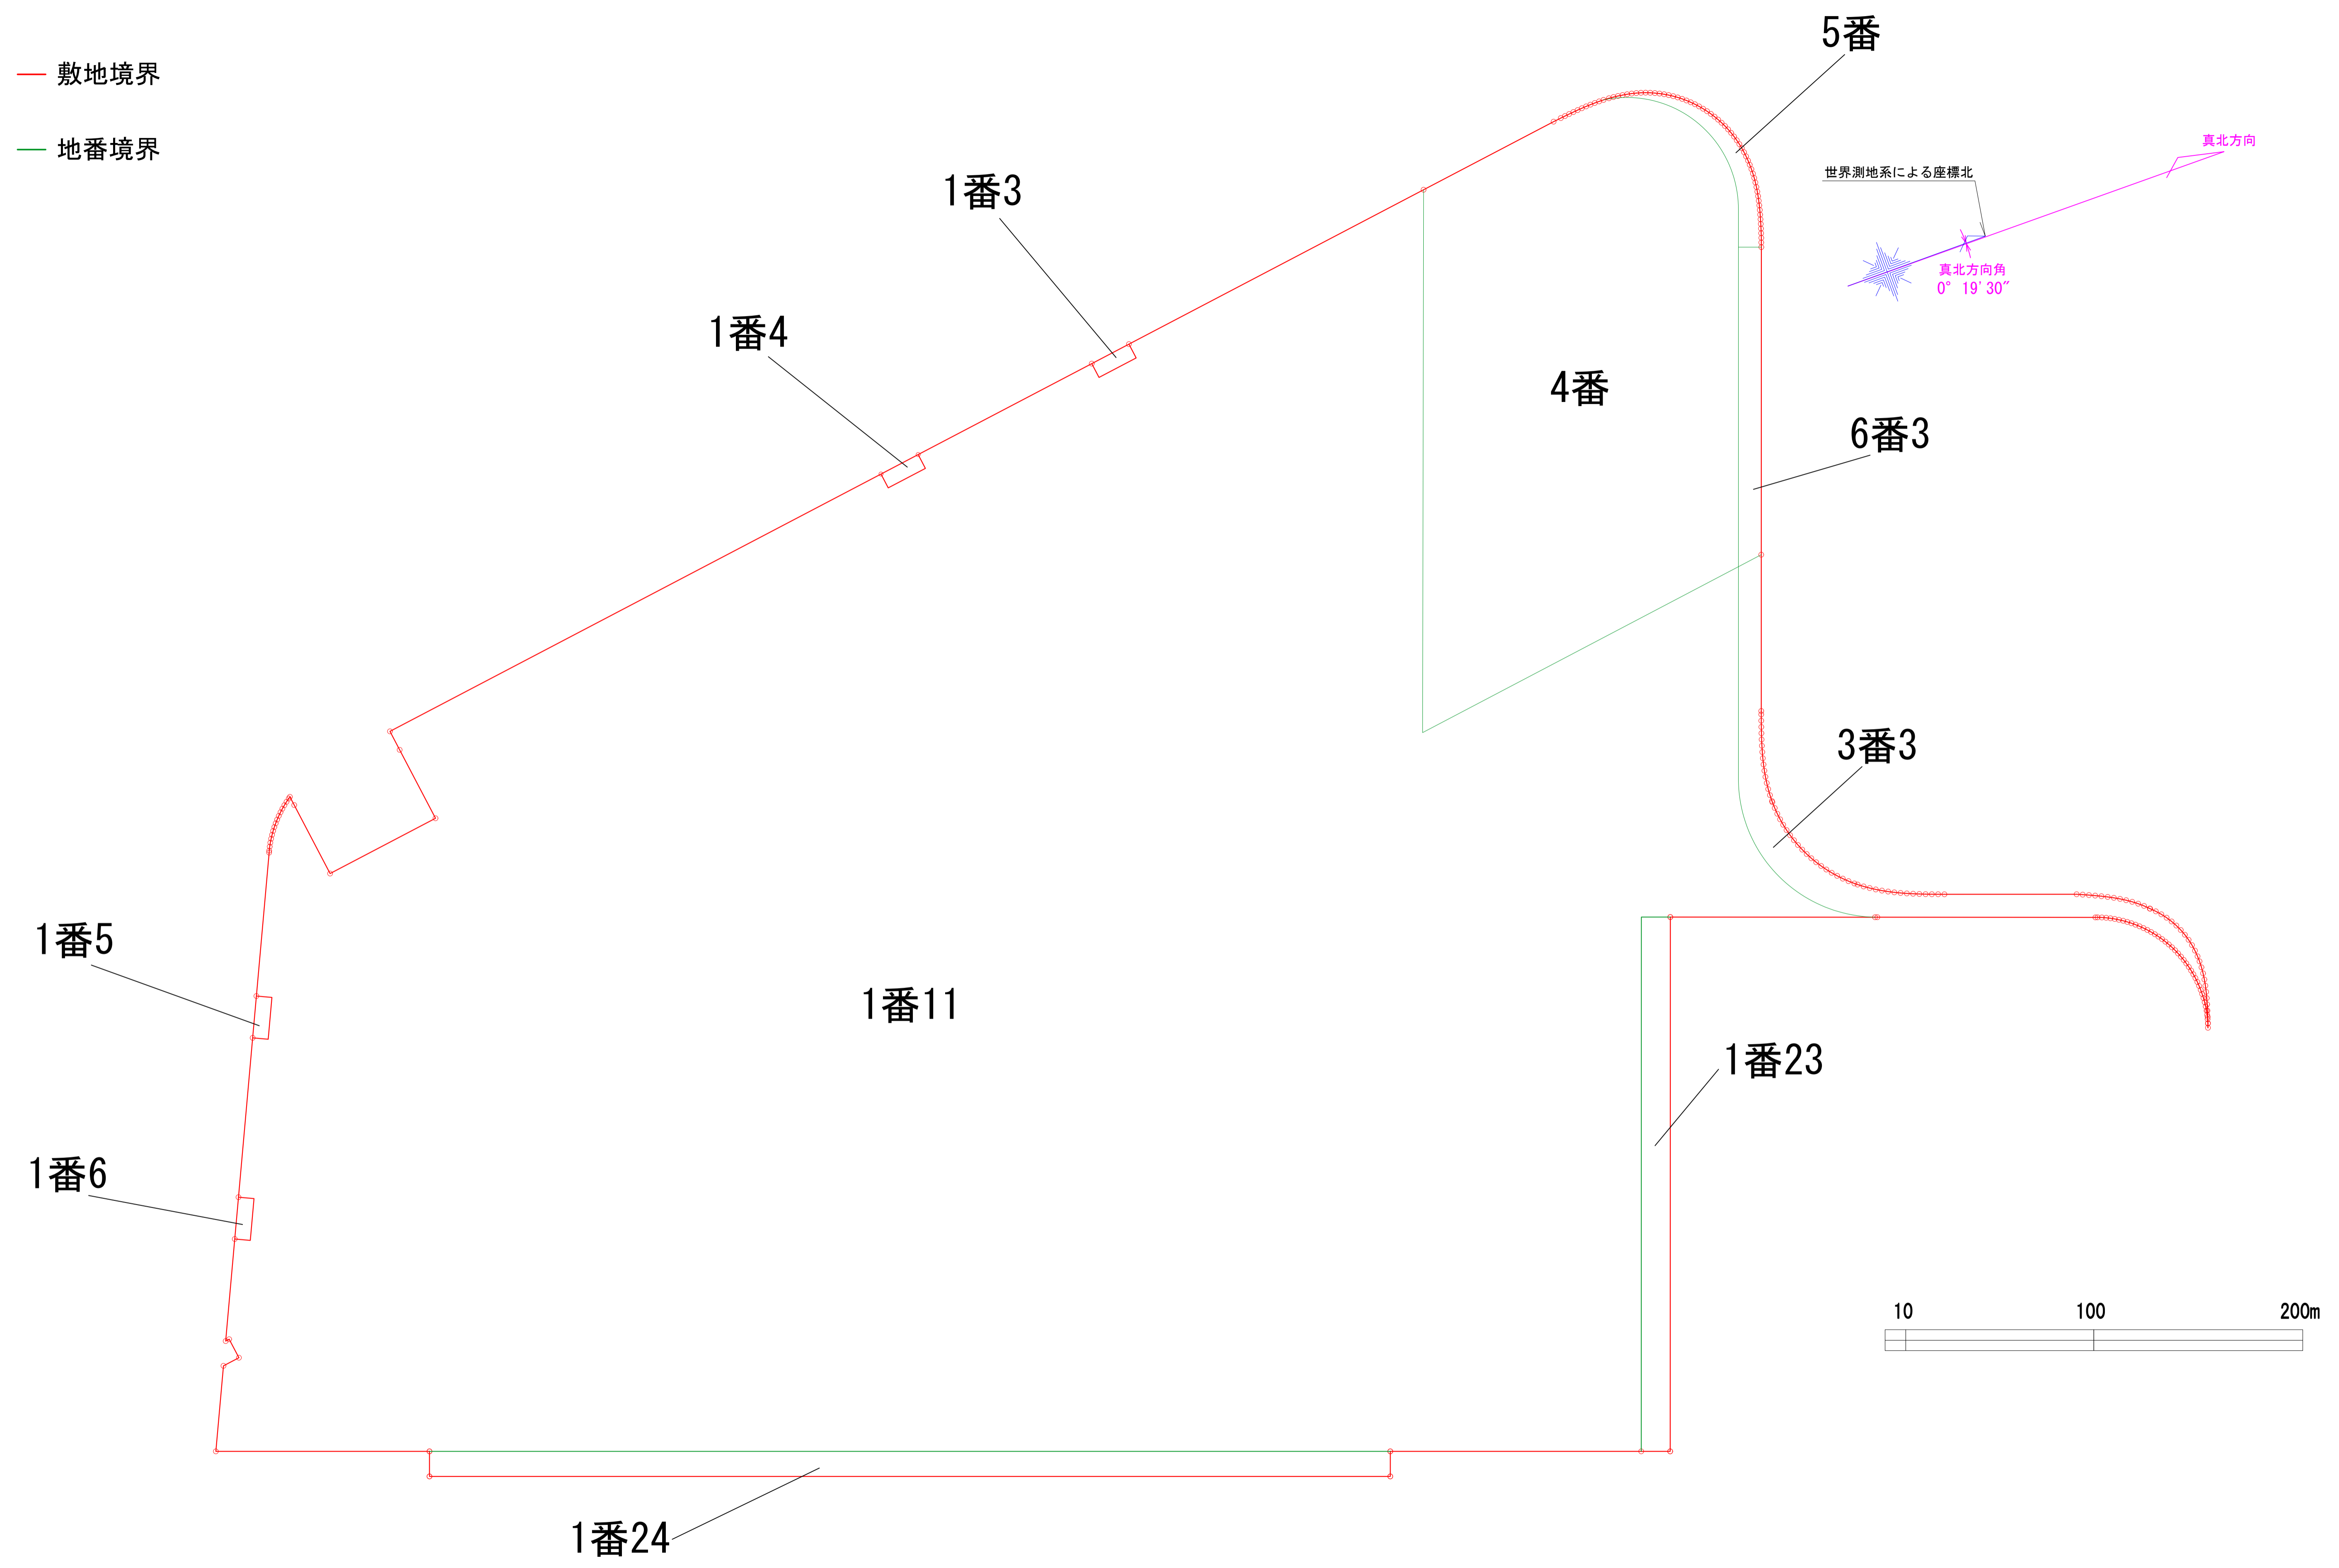 敷地境界
地番境界
5番
真北方向
世界測地系による座標北
真北方向角
0° 19'30"
1番3
1番4
4番
6番3
3番3
1番5
1番11
1番23
1番6
10 100 200m
1番24